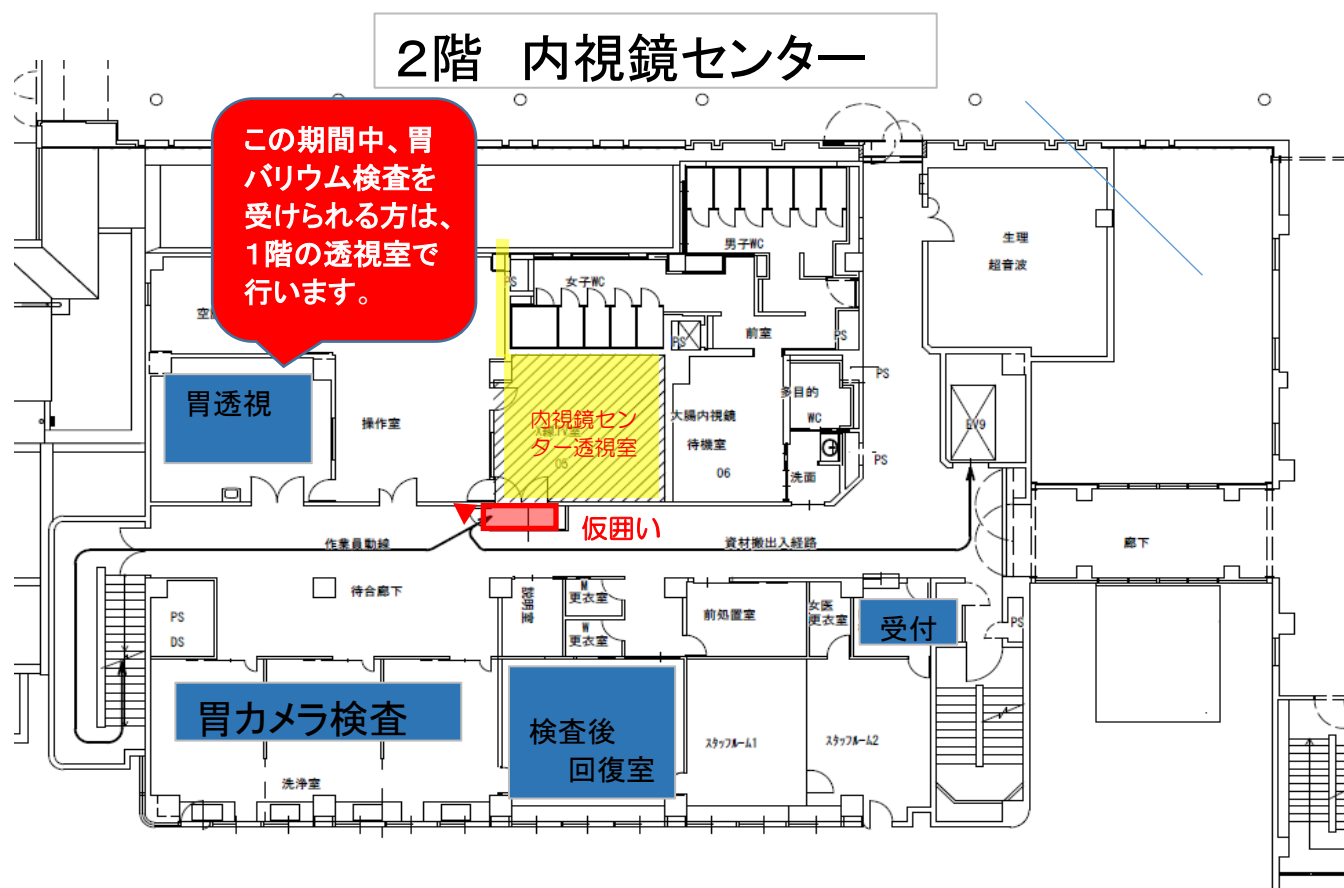 ２階　内視鏡センター
この期間中、胃
バリウム検査を
受けられる方は、
１階の透視室で
行います。
男子WC
生理
超音波
PS
女子WC
前室
PS
PS
胃透視
操作室
内視鏡セン
ター透視室
05
大腸内視鏡
待機室
06
多目的
WC
PS
EV9
洗面
PS
仮囲い
作業員動線
資材搬出入経路
廊下
待合廊下
PS
DS
説明室
M
更衣室
W
更衣室
前処置室
女医
更衣室
受付
PS
胃カメラ検査
検査後
回復室
スタッフルーム1
スタッフルーム2
洗浄室